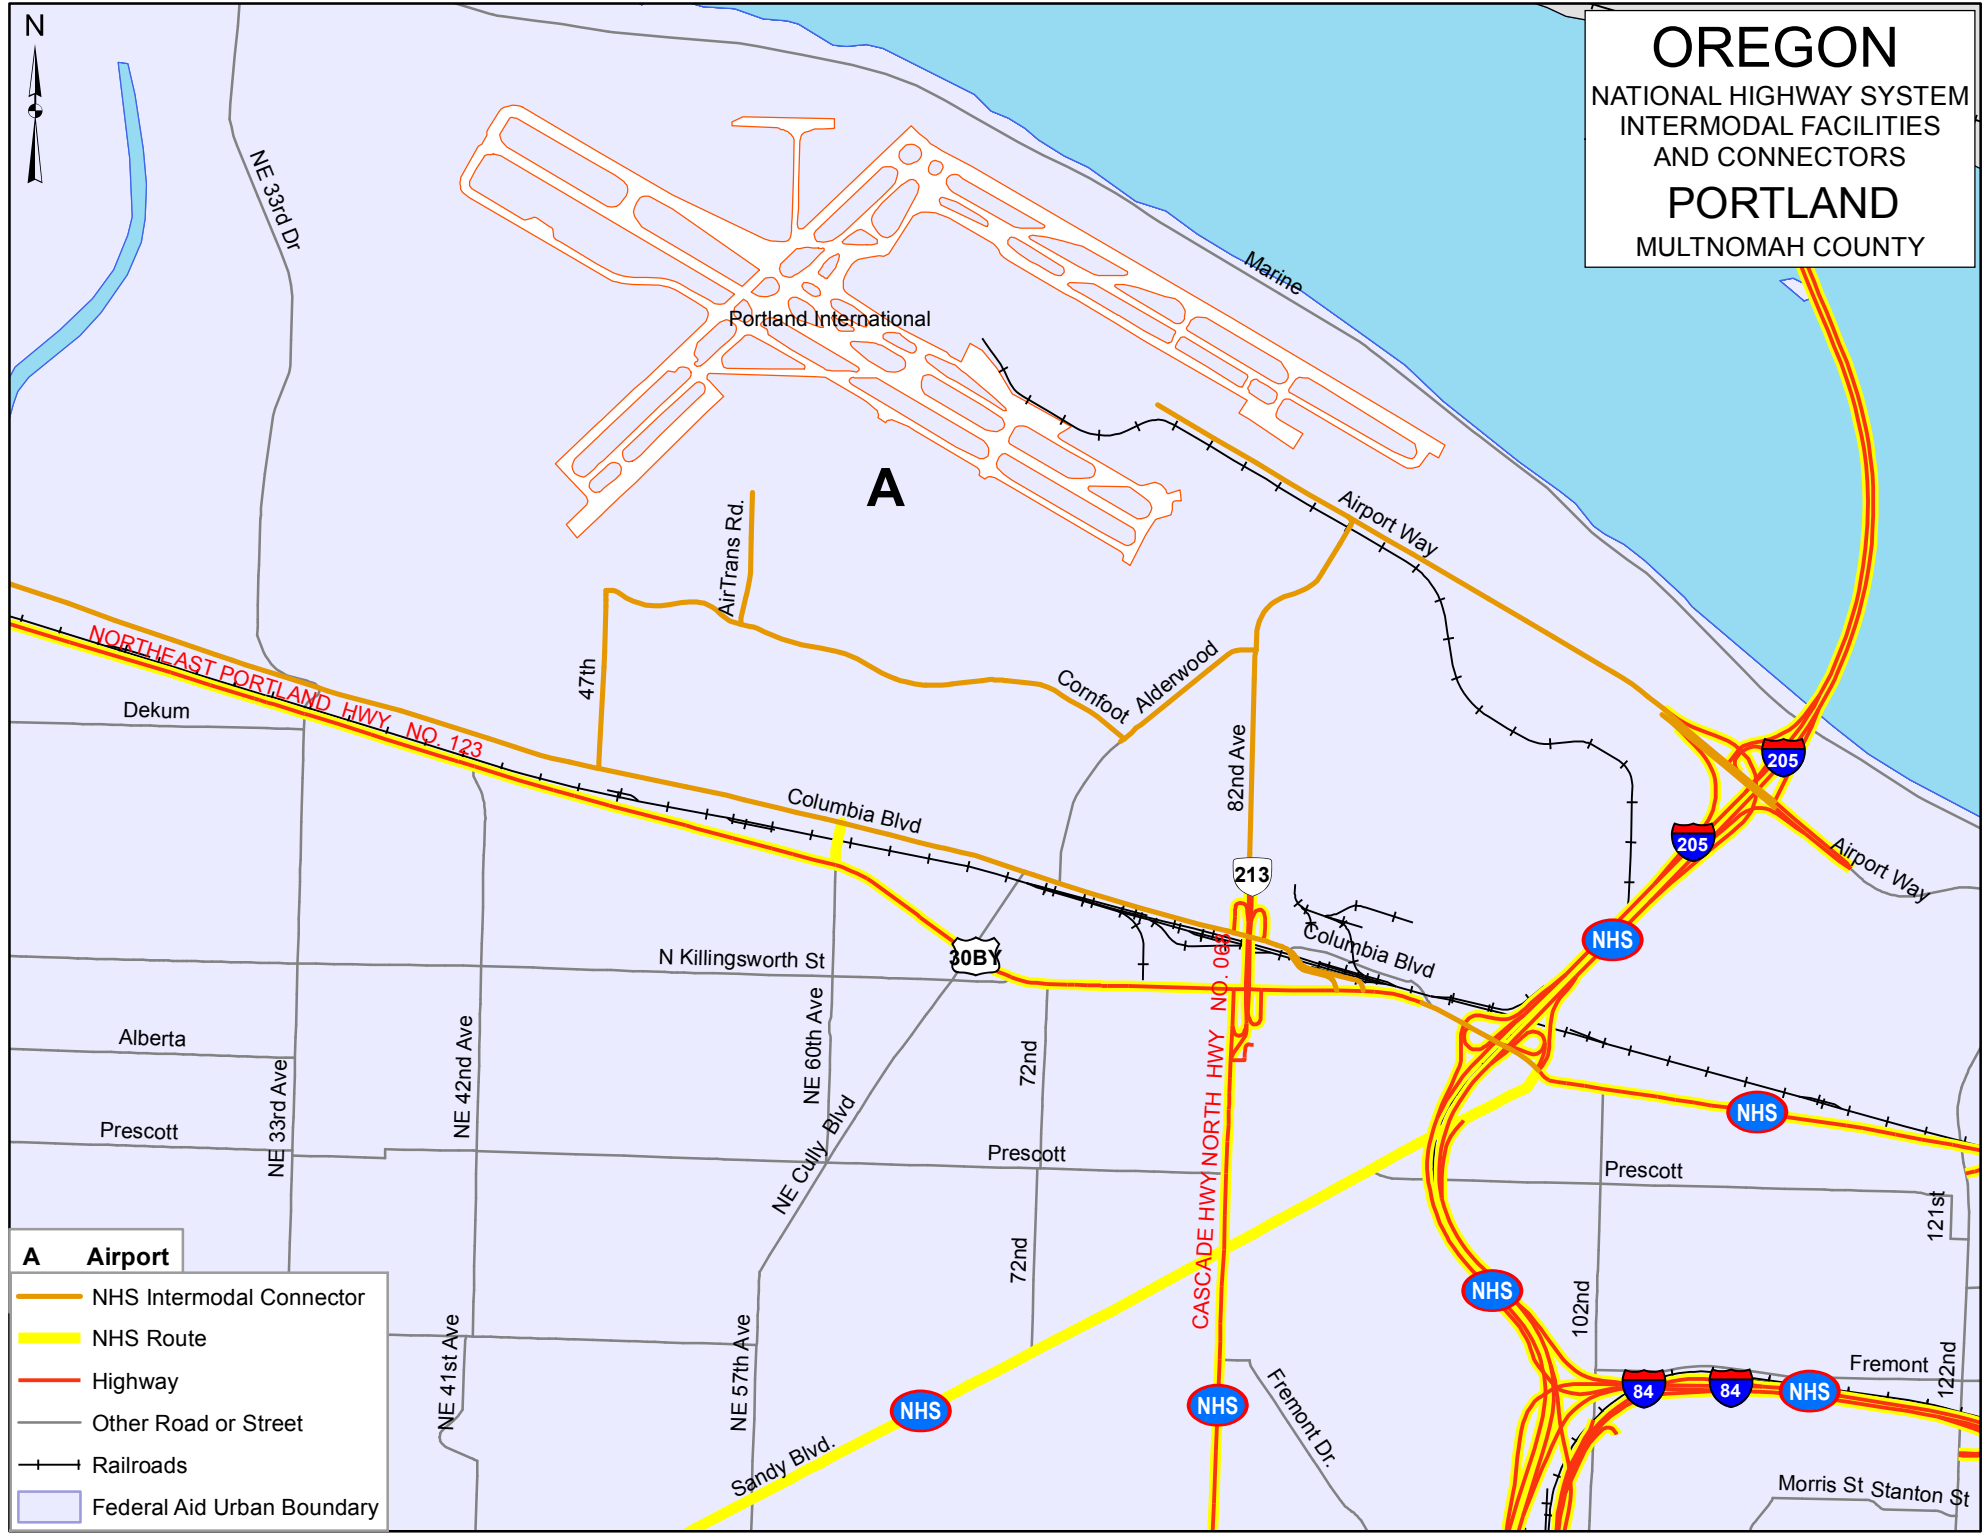 N
OREGON
NATIONAL HIGHWAY SYSTEM
INTERMODAL FACILITIES
AND CONNECTORS
PORTLAND
MULTNOMAH COUNTY
NE 33rd Dr
Marine
Portland International
A
Airport Way
AirTrans Rd.
NORTHEAST PORTLAND HWY. NO. 123
47th
Cornfoot
Alderwood
Dekum
82nd Ave
205
205
Columbia Blvd
Airport Way
213
NHS
Columbia Blvd
30BY
N Killingsworth St
CASCADE HWY NORTH HWY NO. 068
Alberta
NE 33rd Ave
NE 42nd Ave
NE 60th Ave
72nd
NHS
Prescott
NE Cully Blvd
Prescott
Prescott
121st
72nd
NHS
102nd
NE 41st Ave
NE 57th Ave
Fremont
122nd
84
84
NHS
NHS
NHS
Fremont Dr.
Sandy Blvd.
Morris St
Stanton St
A Airport
NHS Intermodal Connector
NHS Route
Highway
Other Road or Street
Railroads
Federal Aid Urban Boundary